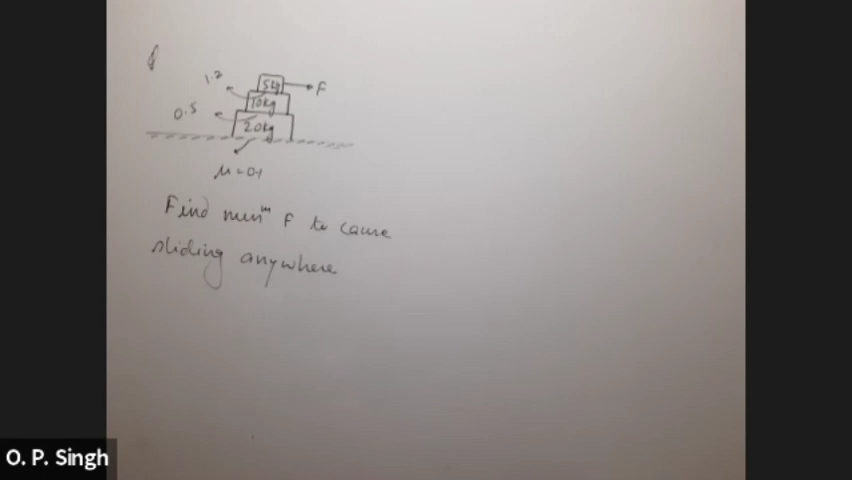 5kg
F
1.2
10kg
0.5
20kg
μ = 0.1
Find minᵐ F to cause
sliding anywhere
O. P. Singh